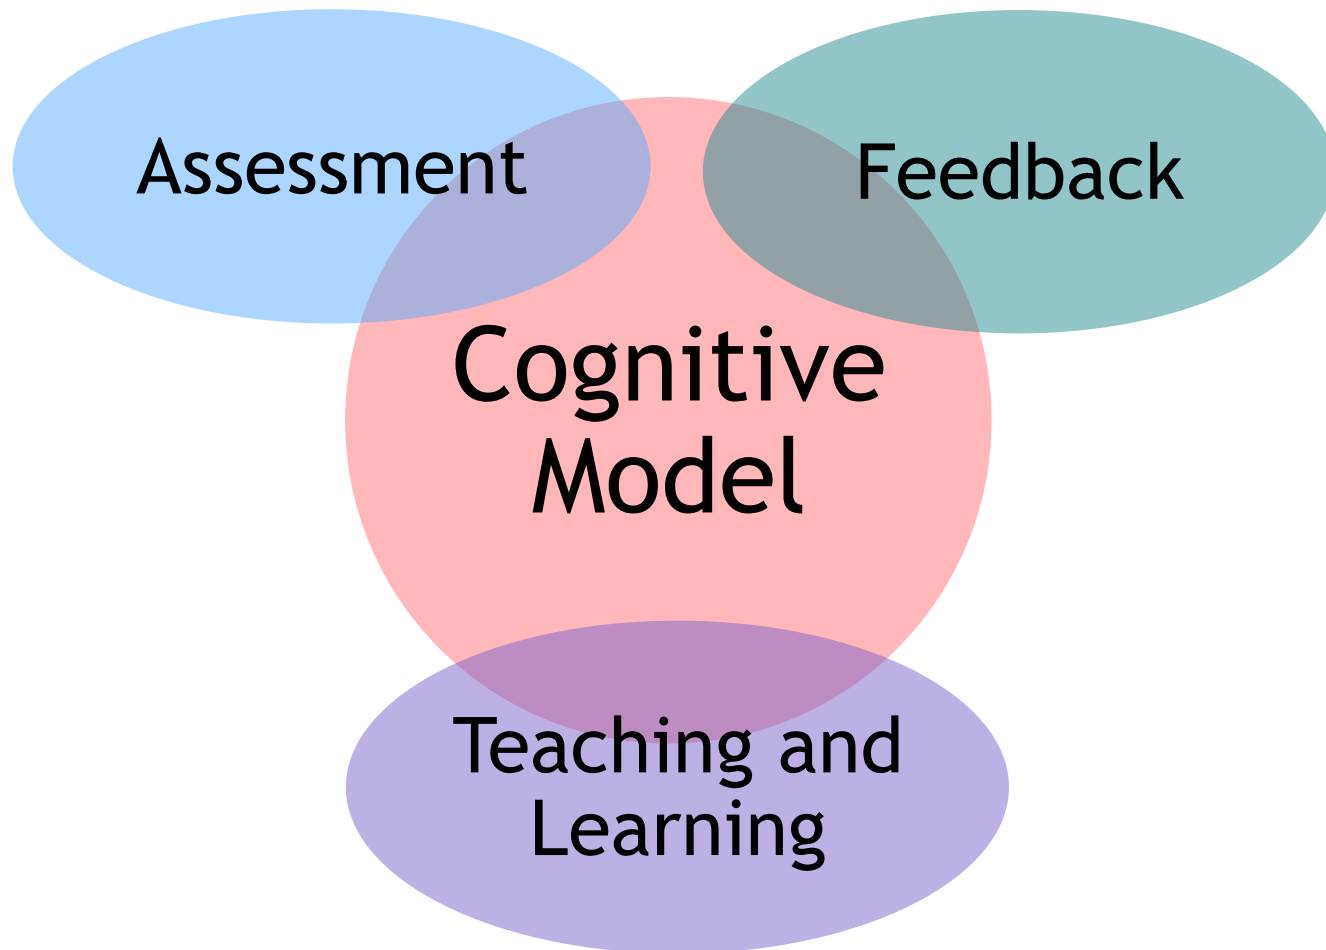 Assessment
Feedback
Cognitive
Model
Teaching and
Learning